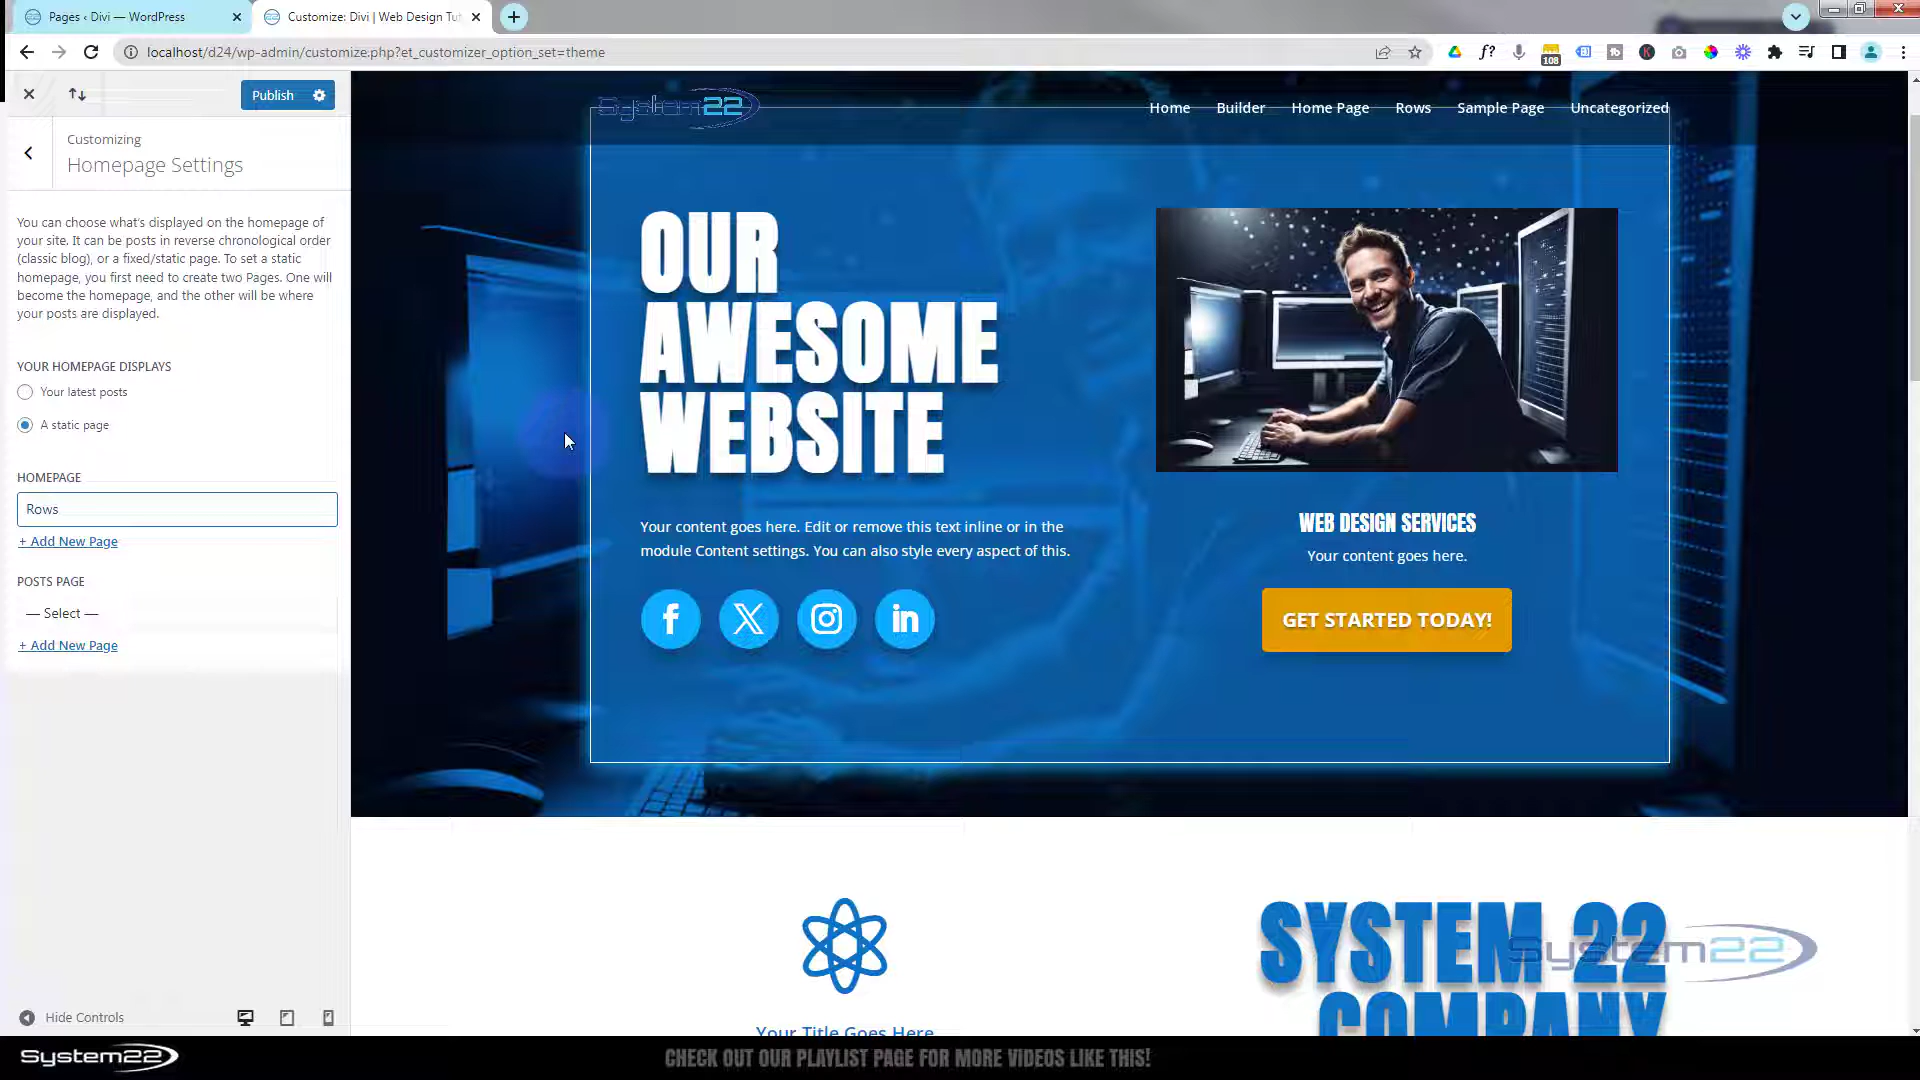 Pages ‹ Divi — WordPress
Customize: Divi | Web Design Tut
localhost/d24/wp-admin/customize.php?et_customizer_option_set=theme
f?
108
Publish
Customizing
Homepage Settings
You can choose what's displayed on the homepage of
your site. It can be posts in reverse chronological order
(classic blog), or a fixed/static page. To set a static
homepage, you first need to create two Pages. One will
become the homepage, and the other will be where
your posts are displayed.
YOUR HOMEPAGE DISPLAYS
Your latest posts
A static page
HOMEPAGE
Rows
+ Add New Page
POSTS PAGE
— Select —
+ Add New Page
Hide Controls
System22
Home
Builder
Home Page
Rows
Sample Page
Uncategorized
OUR
AWESOME
WEBSITE
Your content goes here. Edit or remove this text inline or in the
module Content settings. You can also style every aspect of this.
WEB DESIGN SERVICES
Your content goes here.
GET STARTED TODAY!
Your Title Goes Here
SYSTEM 22
COMPANY
System22
System22
CHECK OUT OUR PLAYLIST PAGE FOR MORE VIDEOS LIKE THIS!